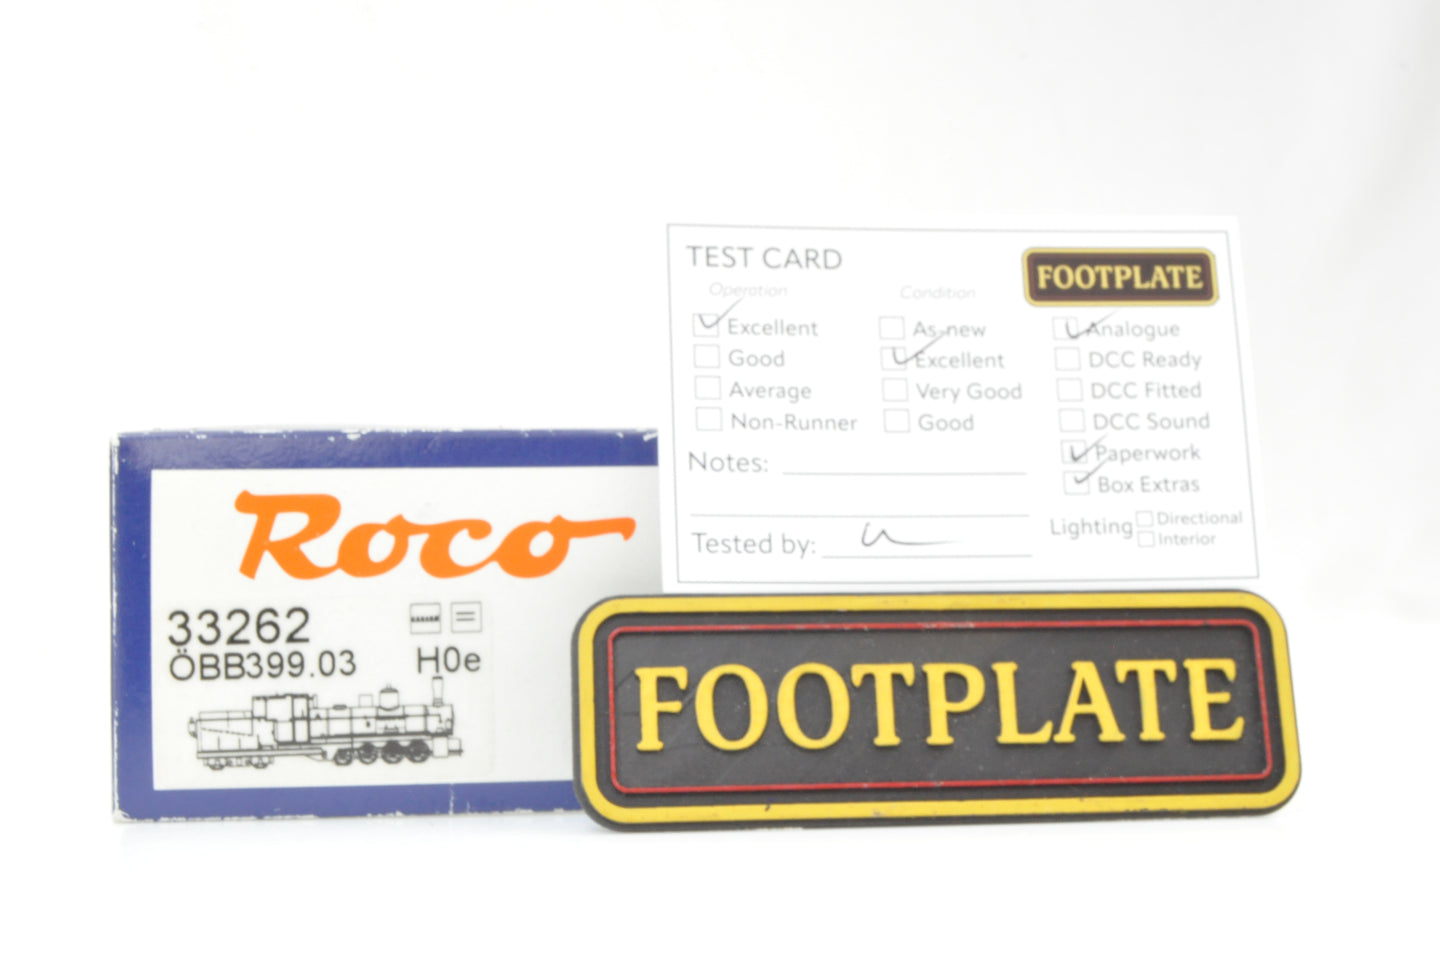 Roco
33262
ÖBB399.03
H0e
TEST CARD
FOOTPLATE
Operation
Excellent
Good
Average
Non-Runner
Condition
As-new
Excellent
Very Good
Good
Analogue
DCC Ready
DCC Fitted
DCC Sound
Paperwork
Box Extras
Notes:
Tested by:
Lighting
Directional
Interior
FOOTPLATE